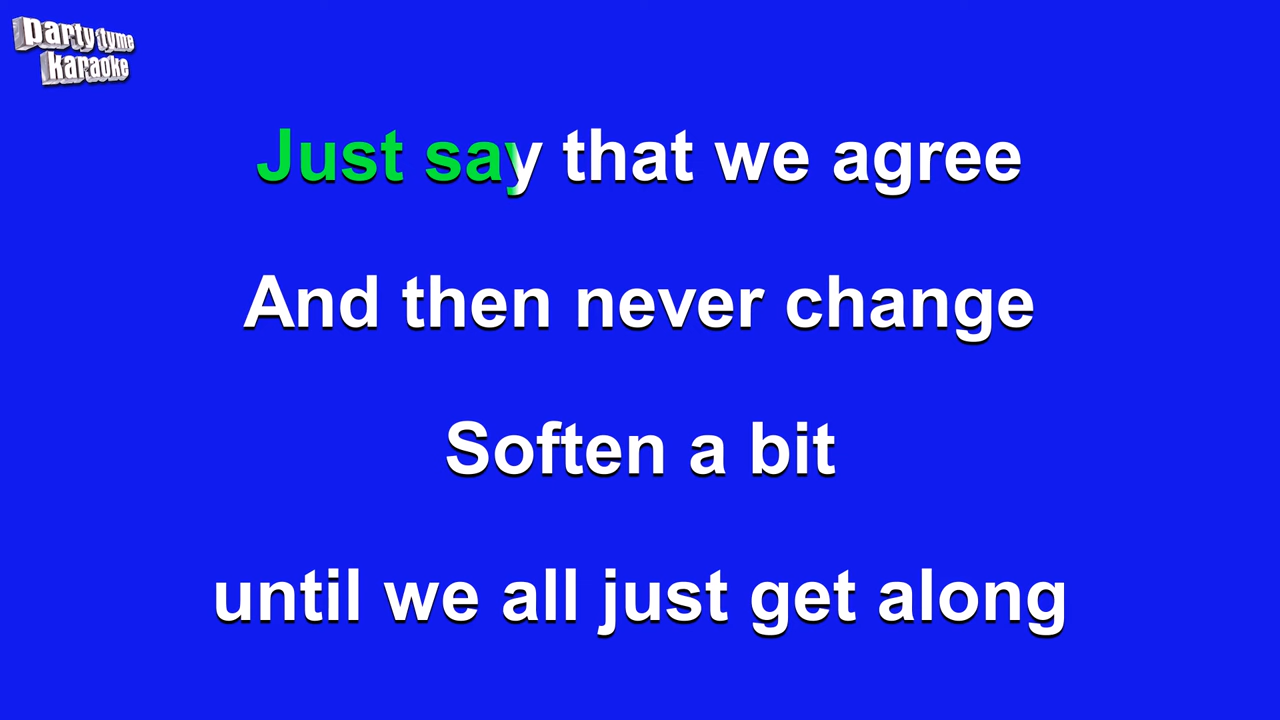 party tyme
karaoke
Just say that we agree
And then never change
Soften a bit
until we all just get along